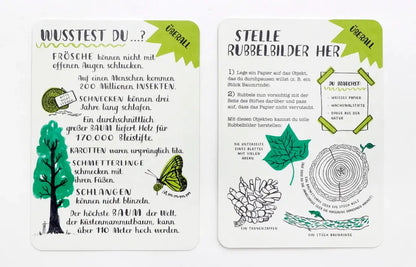 WUSSTEST DU...?
ÜBERALL
FRÖSCHE können nicht mit
offenen Augen schlucken.
Auf einen Menschen kommen
200 Millionen INSEKTEN.
SCHNECKEN können drei
Jahre lang schlafen.
Ein durchschnittlich
großer BAUM liefert Holz für
170.000 Bleistifte.
KAROTTEN waren ursprünglich lila.
SCHMETTERLINGE
schmecken mit
ihren Füßen.
SCHLANGEN
können nicht blinzeln.
Der höchste BAUM der Welt,
der Küstenmammutbaum, kann
über 110 Meter hoch werden.
STELLE
RUBBELBILDER HER
ÜBERALL
1) Lege ein Papier auf das Objekt,
das du durchrubbeln willst (z. B. ein
Stück Baumrinde).
2) Rubble nun vorsichtig mit der
Seite des Stiftes darüber und pass
auf, dass das Papier nicht verrutscht.
Mit diesen Objekten kannst du tolle
Rubbelbilder herstellen:
DU BRAUCHST:
WEISSES PAPIER
WACHSMALSTIFTE
DINGE AUS DER
NATUR
DIE UNTERSEITE
EINES BLATTES
MIT VIELEN
ADERN
EIN TANNENZAPFEN
EIN STÜCK BAUMRINDE